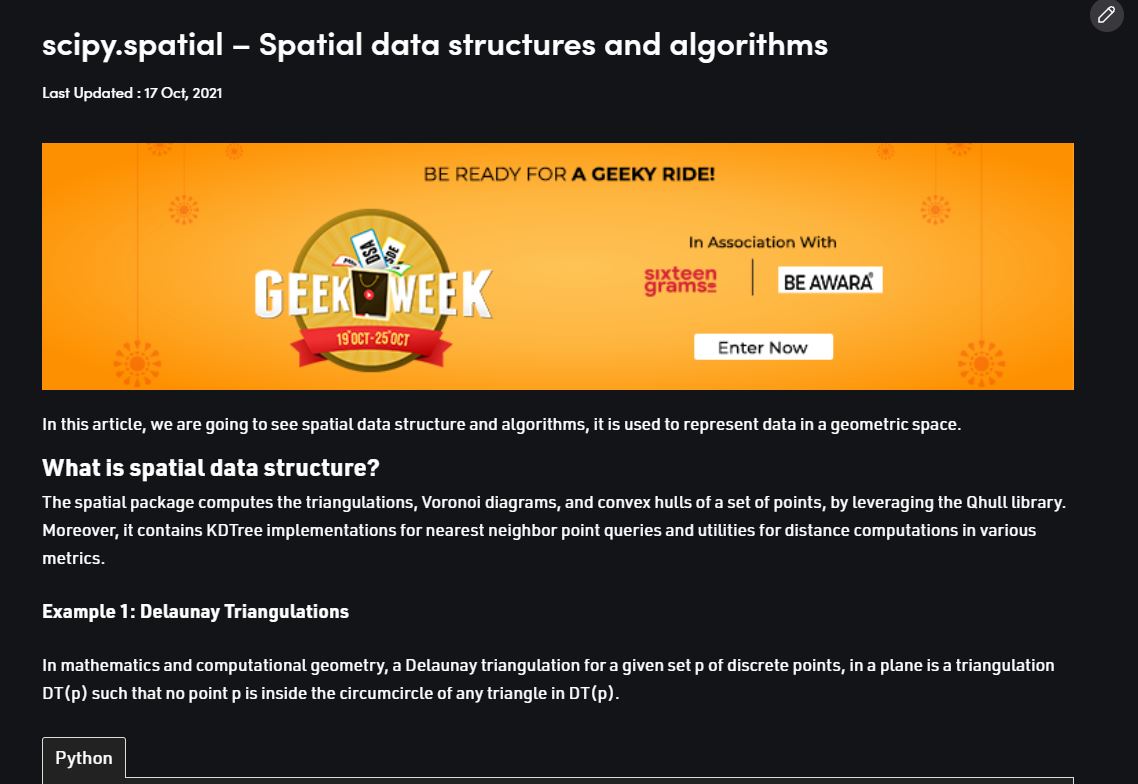 scipy.spatial – Spatial data structures and algorithms
Last Updated : 17 Oct, 2021
BE READY FOR A GEEKY RIDE!
DSA
SDE
GEEK WEEK
19 OCT-25 OCT
In Association With
sixteen
grams
BE AWARA
Enter Now
In this article, we are going to see spatial data structure and algorithms, it is used to represent data in a geometric space.
What is spatial data structure?
The spatial package computes the triangulations, Voronoi diagrams, and convex hulls of a set of points, by leveraging the Qhull library.
Moreover, it contains KDTree implementations for nearest neighbor point queries and utilities for distance computations in various
metrics.
Example 1: Delaunay Triangulations
In mathematics and computational geometry, a Delaunay triangulation for a given set p of discrete points, in a plane is a triangulation
DT(p) such that no point p is inside the circumcircle of any triangle in DT(p).
Python